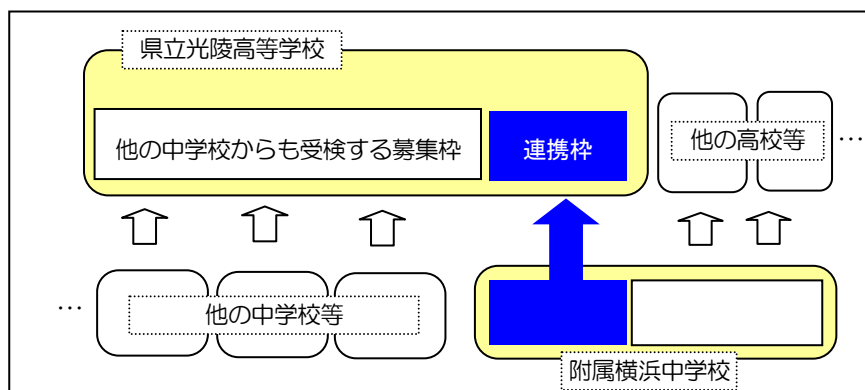 県立光陵高等学校
他の中学校からも受検する募集枠
連携枠
他の高校等
…
…
他の中学校等
附属横浜中学校